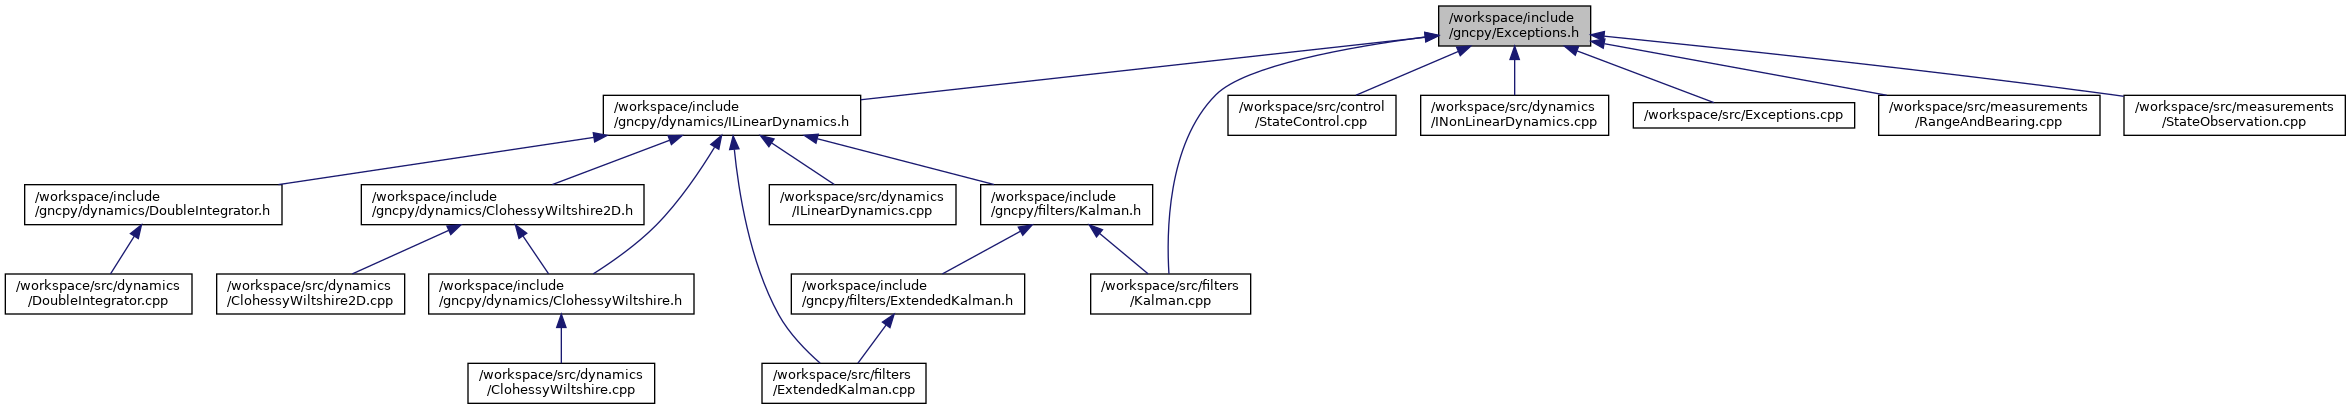 /workspace/include
/gncpy/Exceptions.h
/workspace/include
/gncpy/dynamics/ILinearDynamics.h
/workspace/src/control
/StateControl.cpp
/workspace/src/dynamics
/INonLinearDynamics.cpp
/workspace/src/Exceptions.cpp
/workspace/src/measurements
/RangeAndBearing.cpp
/workspace/src/measurements
/StateObservation.cpp
/workspace/include
/gncpy/dynamics/DoubleIntegrator.h
/workspace/include
/gncpy/dynamics/ClohessyWiltshire2D.h
/workspace/src/dynamics
/ILinearDynamics.cpp
/workspace/include
/gncpy/filters/Kalman.h
/workspace/src/dynamics
/DoubleIntegrator.cpp
/workspace/src/dynamics
/ClohessyWiltshire2D.cpp
/workspace/include
/gncpy/dynamics/ClohessyWiltshire.h
/workspace/include
/gncpy/filters/ExtendedKalman.h
/workspace/src/filters
/Kalman.cpp
/workspace/src/dynamics
/ClohessyWiltshire.cpp
/workspace/src/filters
/ExtendedKalman.cpp